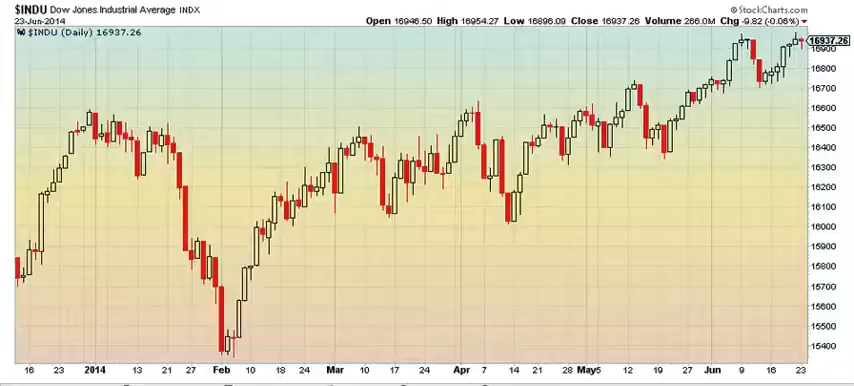 $INDU Dow Jones Industrial Average INDX
© StockCharts.com
23-Jun-2014
Open 16946.50 High 16954.27 Low 16896.09 Close 16937.26 Volume 266.0M Chg -9.82 (-0.06%)
$INDU (Daily) 16937.26
16937.26
16900
16800
16700
16600
16500
16400
16300
16200
16100
16000
15900
15800
15700
15600
15500
15400
16 23 2014 6 13 21 27 Feb 10 18 24 Mar 10 17 24 Apr 7 14 21 28 May5 12 19 27 Jun 9 16 23